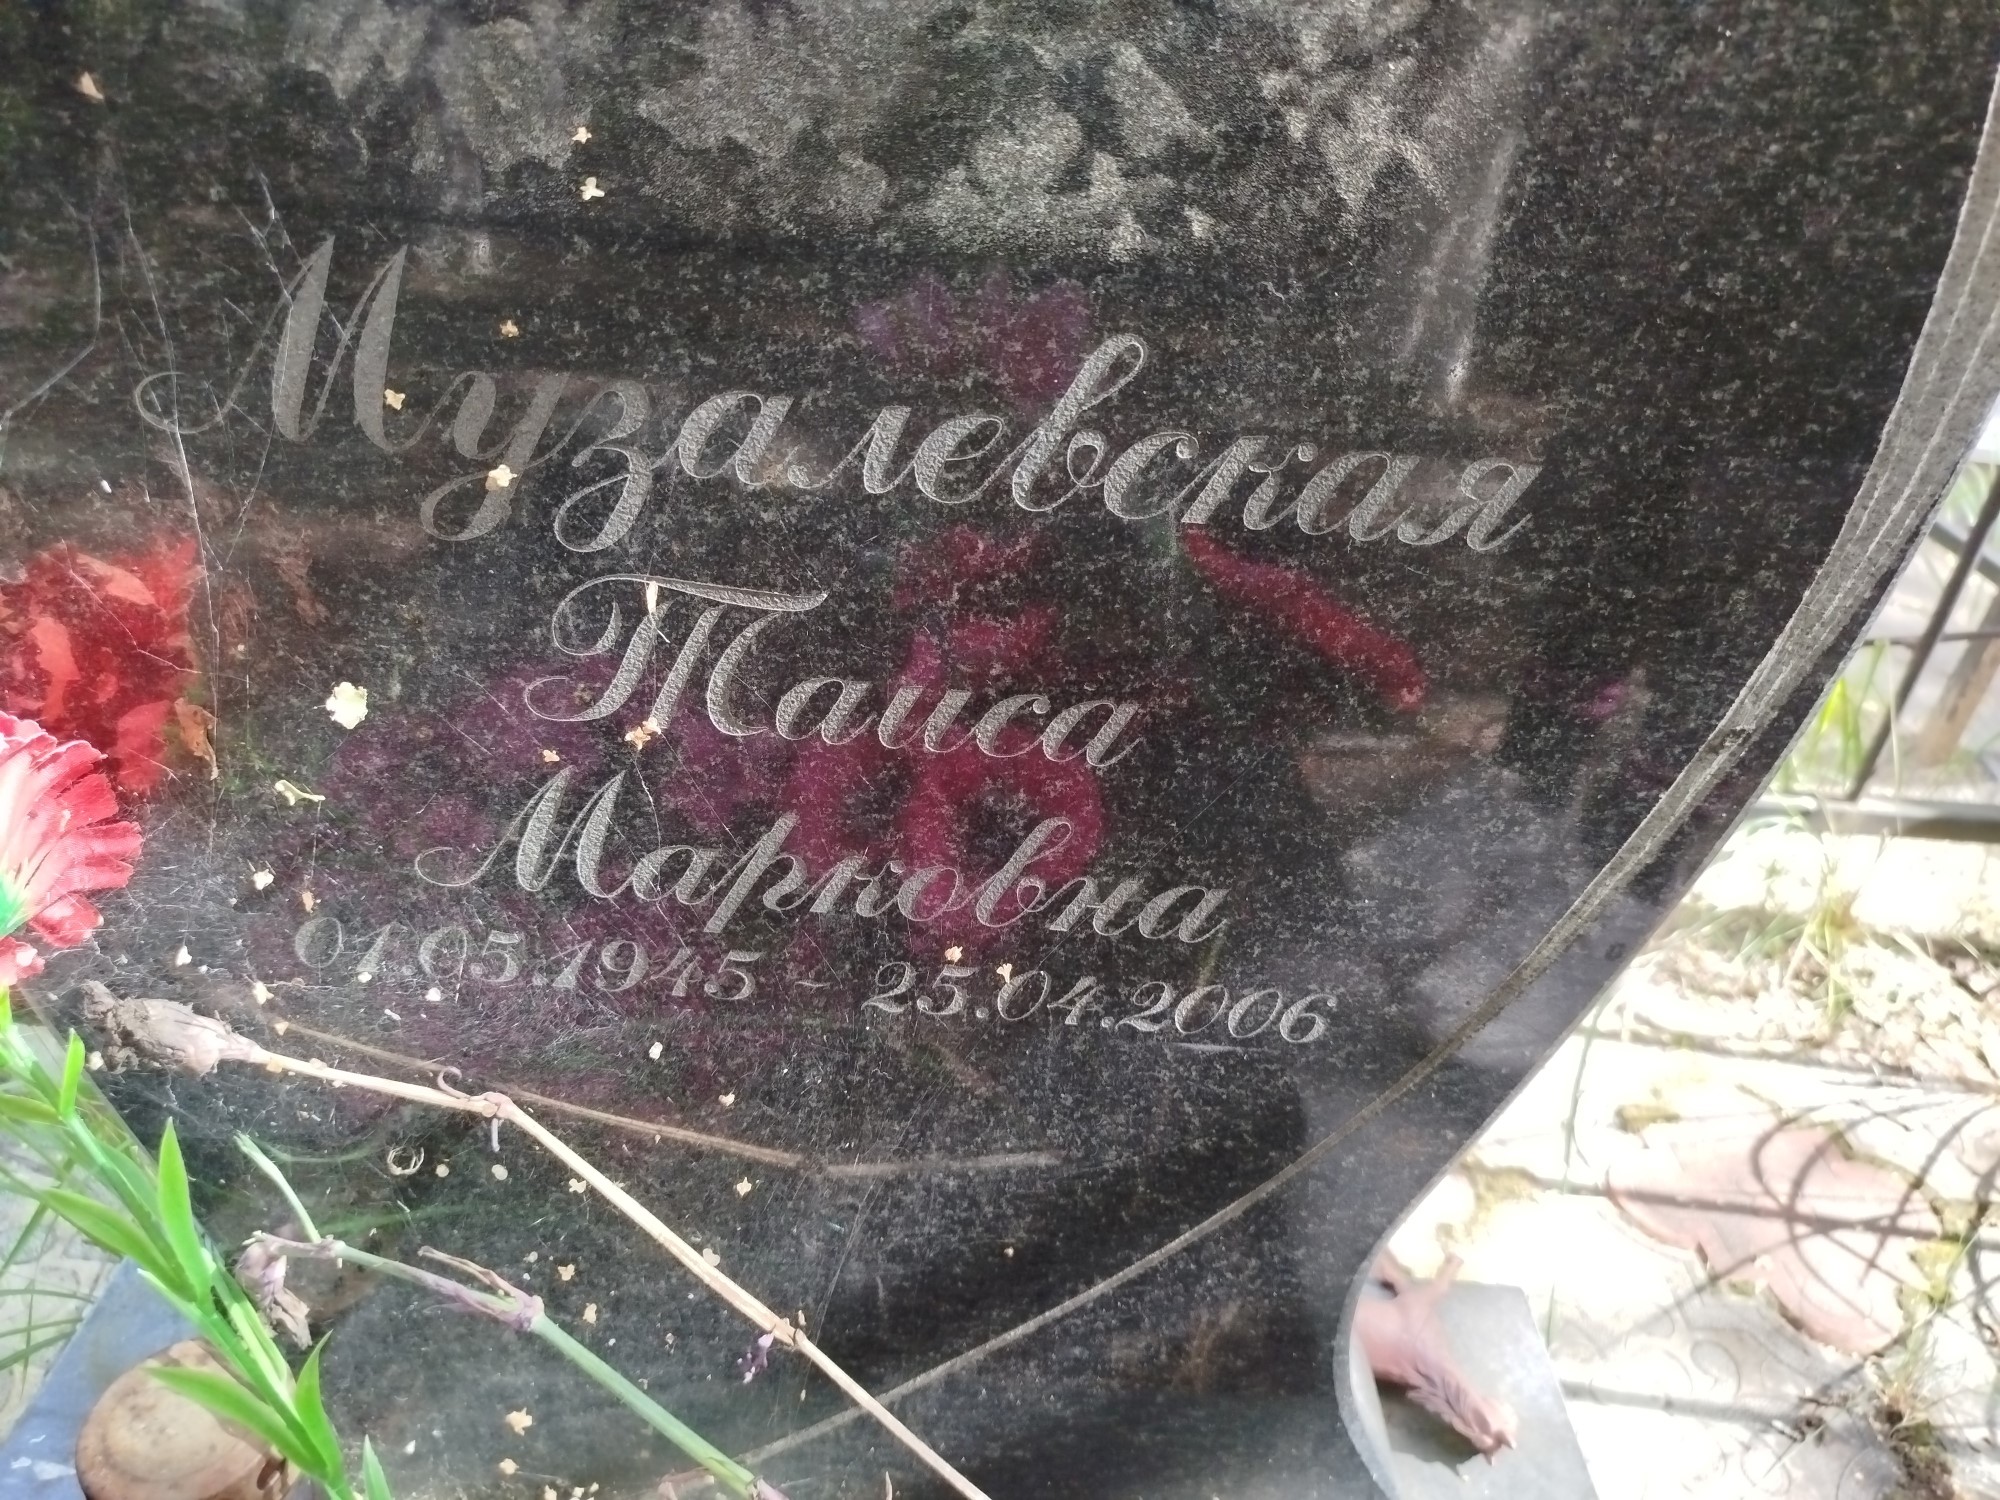 Музалевская
Таиса
Марковна
01.05.1945 - 25.04.2006